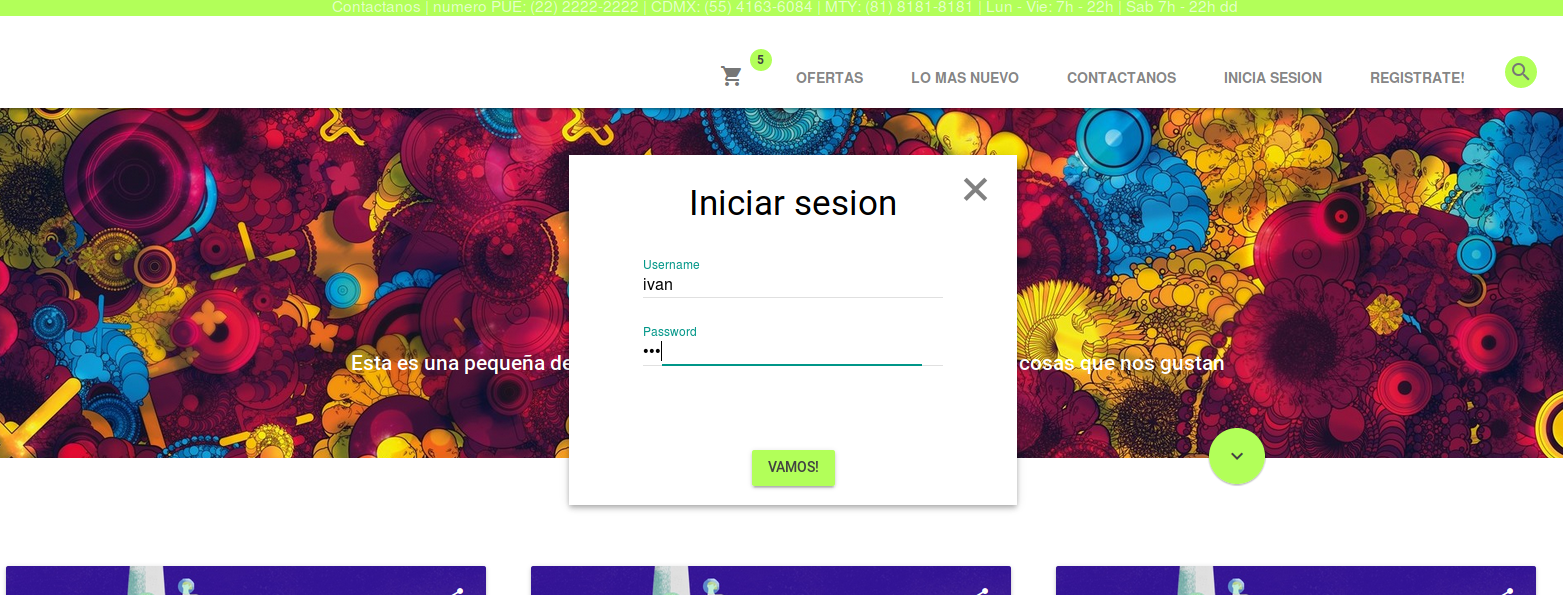 Contactanos | numero PUE: (22) 2222-2222 | CDMX: (55) 4163-6084 | MTY: (81) 8181-8181 | Lun - Vie: 7h - 22h | Sab 7h - 22h dd
5
OFERTAS LO MAS NUEVO CONTACTANOS INICIA SESION REGISTRATE!
Iniciar sesion
Username
ivan
Password
•••
Esta es una pequeña de cosas que nos gustan
VAMOS!